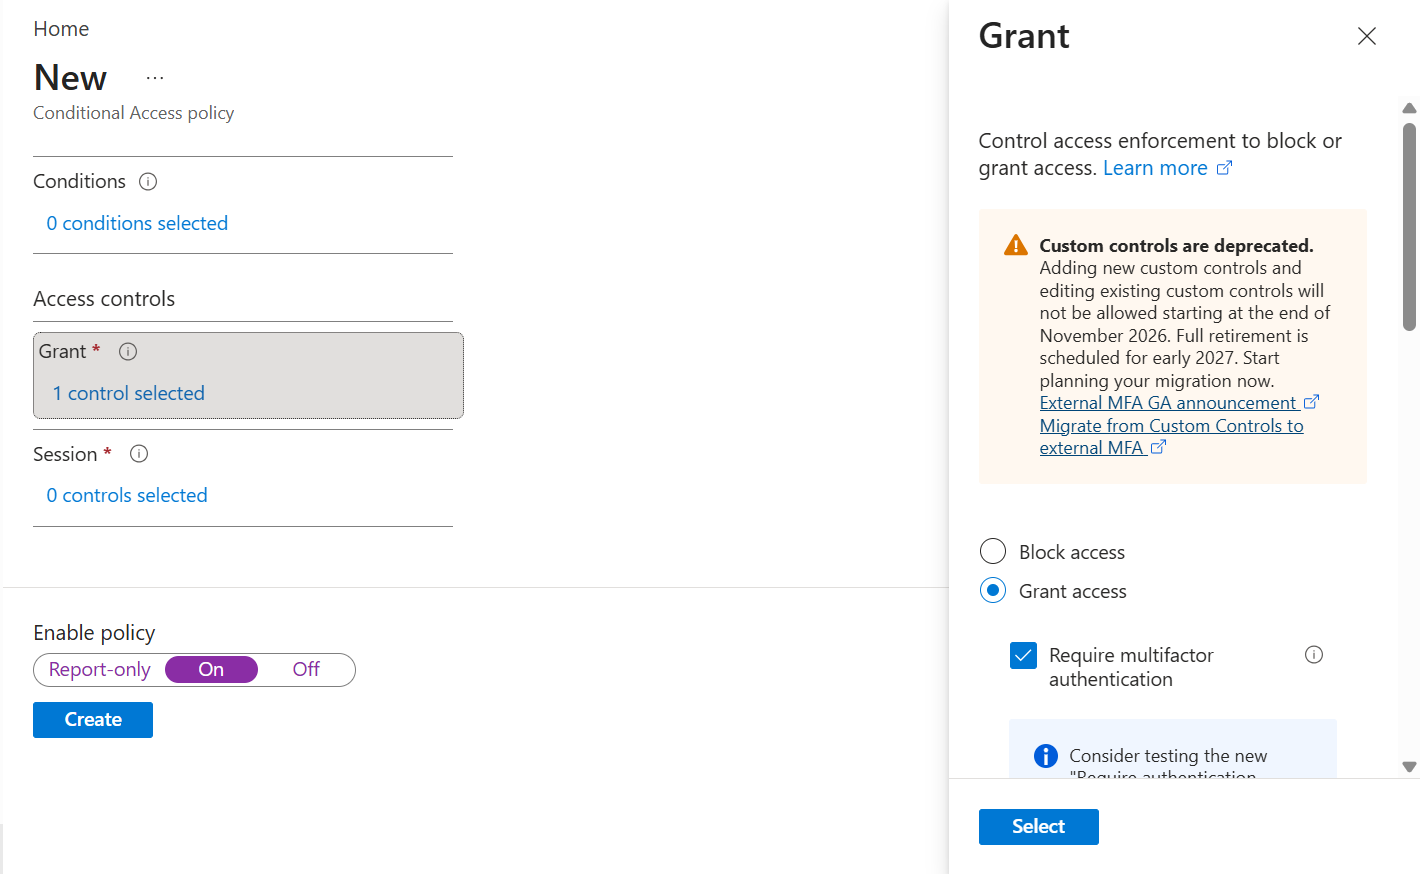 Home
New ...
Conditional Access policy
Conditions
0 conditions selected
Access controls
Grant *
1 control selected
Session *
0 controls selected
Enable policy
Report-only On Off
Create
Grant
Control access enforcement to block or
grant access. Learn more
Custom controls are deprecated.
Adding new custom controls and
editing existing custom controls will
not be allowed starting at the end of
November 2026. Full retirement is
scheduled for early 2027. Start
planning your migration now.
External MFA GA announcement
Migrate from Custom Controls to
external MFA
Block access
Grant access
Require multifactor
authentication
Consider testing the new
"Require authentication
Select